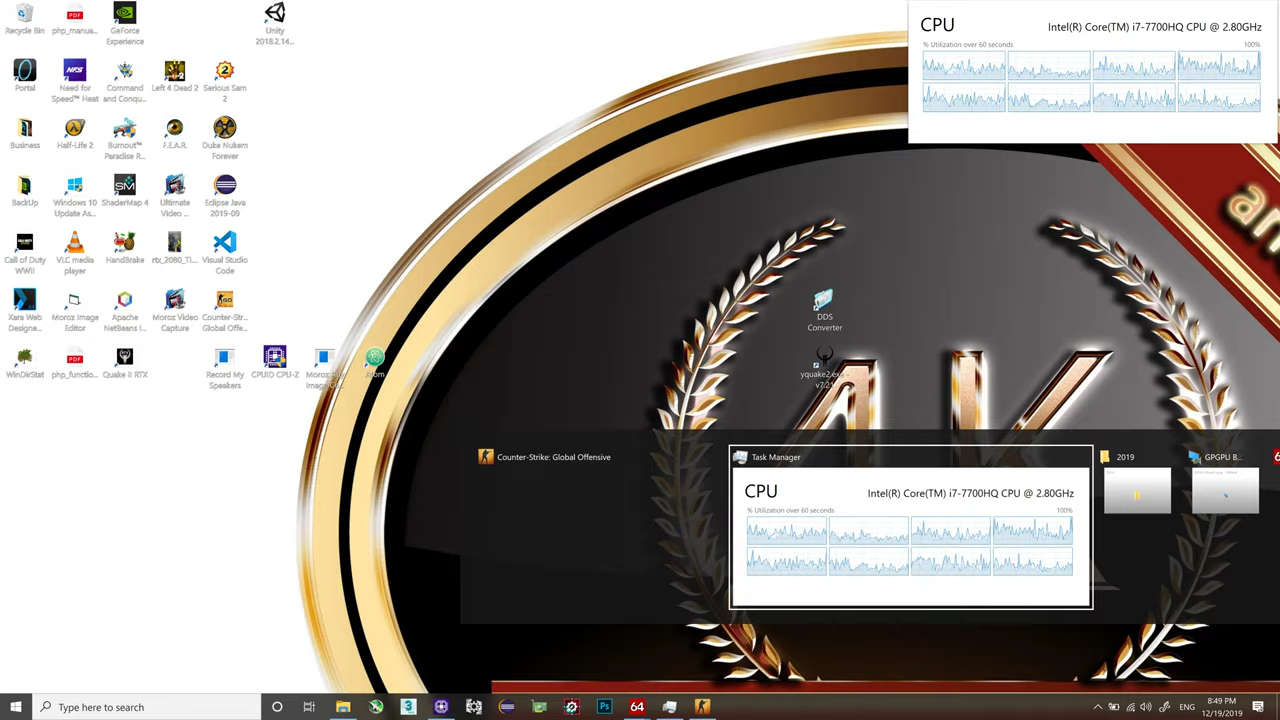 Recycle Bin
php_manua...
GeForce
Experience
Unity
2018.2.14...
Portal
Need for
Speed™ Heat
Command
and Conqu...
Left 4 Dead 2
Serious Sam
2
Business
Half-Life 2
Burnout™
Paradise R...
F.E.A.R.
Duke Nukem
Forever
BackUp
Windows 10
Update As...
ShaderMap 4
Ultimate
Video ...
Eclipse Java
2019-09
Call of Duty
WWII
VLC media
player
HandBrake
rtx_2080_Ti...
Visual Studio
Code
Xara Web
Designe...
Moroz Image
Editor
Apache
NetBeans I...
Moroz Video
Capture
Counter-Str...
Global Offe...
WinDirStat
php_functio...
Quake II RTX
Record My
Speakers
CPUID CPU-Z
Atom
DDS
Converter
yquake2.exe
v7.21
CPU
Intel(R) Core(TM) i7-7700HQ CPU @ 2.80GHz
% Utilization over 60 seconds
100%
AK
Counter-Strike: Global Offensive
Task Manager
2019
GPGPU B...
CPU
Intel(R) Core(TM) i7-7700HQ CPU @ 2.80GHz
% Utilization over 60 seconds
100%
Type here to search
64
ENG
8:49 PM
12/19/2019